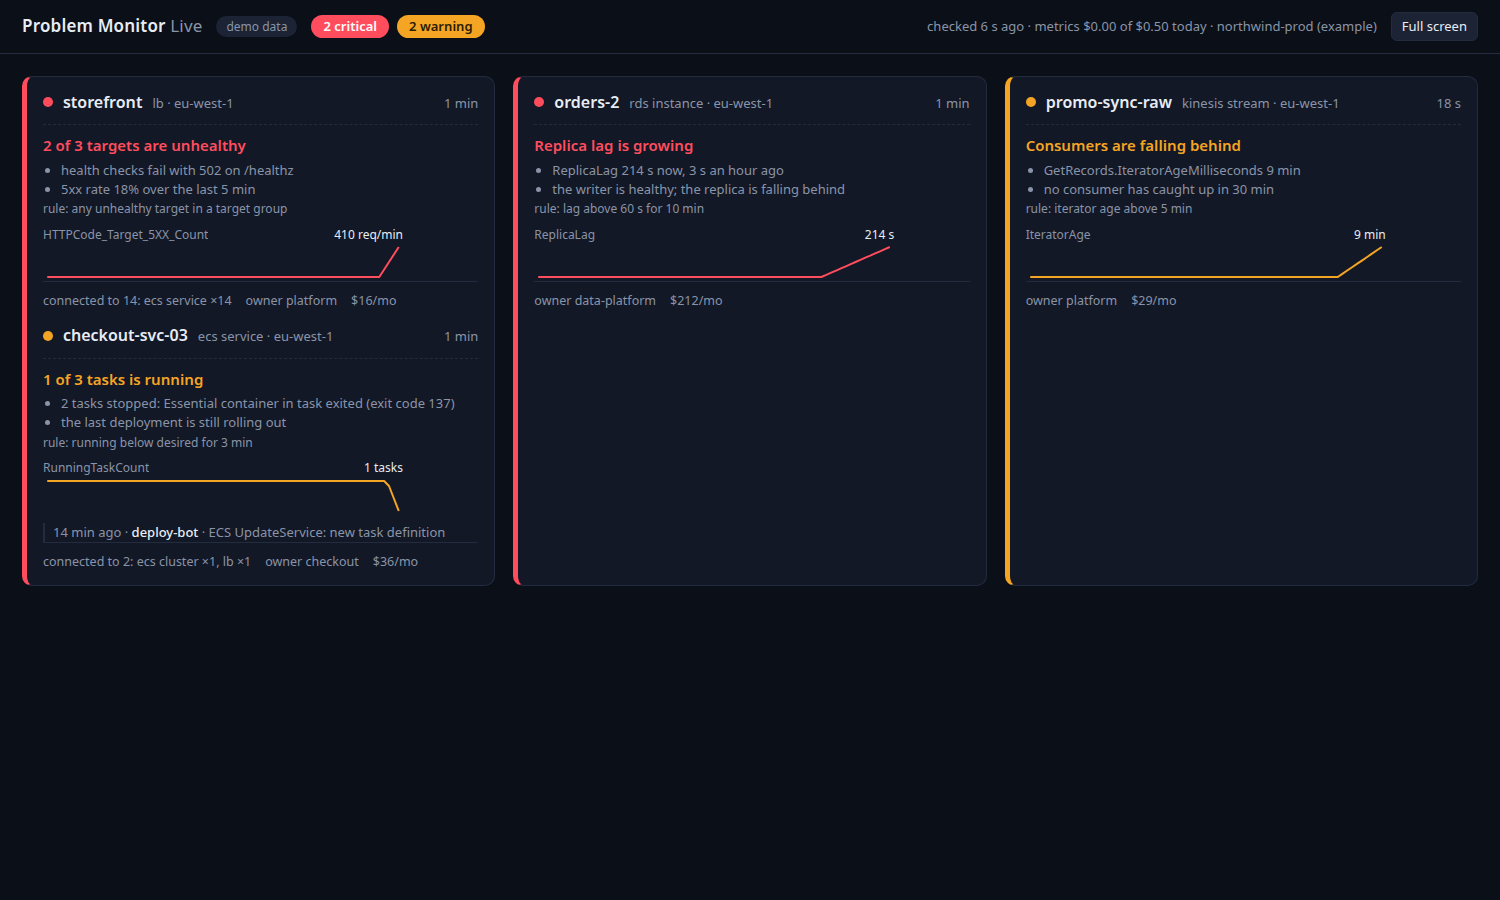 Problem Monitor Live
demo data
2 critical
2 warning
checked 6 s ago · metrics $0.00 of $0.50 today · northwind-prod (example)
Full screen
storefront lb · eu-west-1 1 min
2 of 3 targets are unhealthy
health checks fail with 502 on /healthz
5xx rate 18% over the last 5 min
rule: any unhealthy target in a target group
HTTPCode_Target_5XX_Count 410 req/min
connected to 14: ecs service ×14 owner platform $16/mo
checkout-svc-03 ecs service · eu-west-1 1 min
1 of 3 tasks is running
2 tasks stopped: Essential container in task exited (exit code 137)
the last deployment is still rolling out
rule: running below desired for 3 min
RunningTaskCount 1 tasks
14 min ago · deploy-bot · ECS UpdateService: new task definition
connected to 2: ecs cluster ×1, lb ×1 owner checkout $36/mo
orders-2 rds instance · eu-west-1 1 min
Replica lag is growing
ReplicaLag 214 s now, 3 s an hour ago
the writer is healthy; the replica is falling behind
rule: lag above 60 s for 10 min
ReplicaLag 214 s
owner data-platform $212/mo
promo-sync-raw kinesis stream · eu-west-1 18 s
Consumers are falling behind
GetRecords.IteratorAgeMilliseconds 9 min
no consumer has caught up in 30 min
rule: iterator age above 5 min
IteratorAge 9 min
owner platform $29/mo